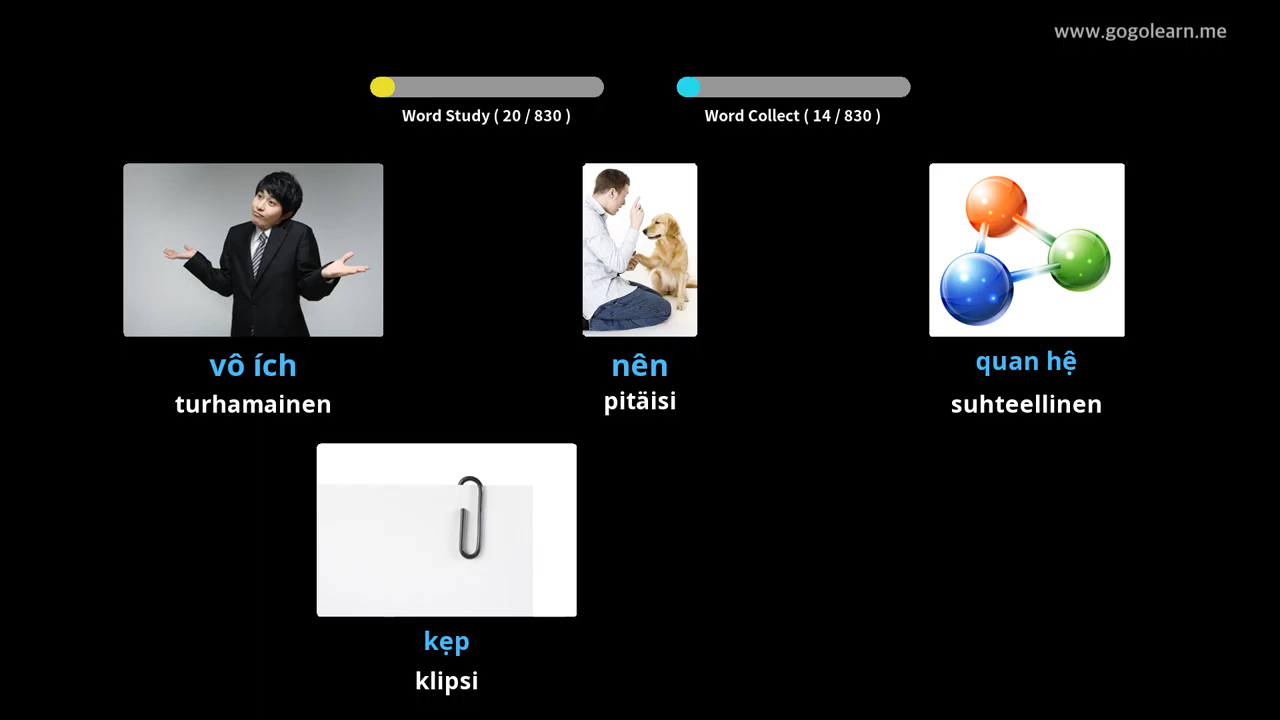 www.gogolearn.me
Word Study ( 20 / 830 )
Word Collect ( 14 / 830 )
vô ích
turhamainen
nên
pitäisi
quan hệ
suhteellinen
kẹp
klipsi